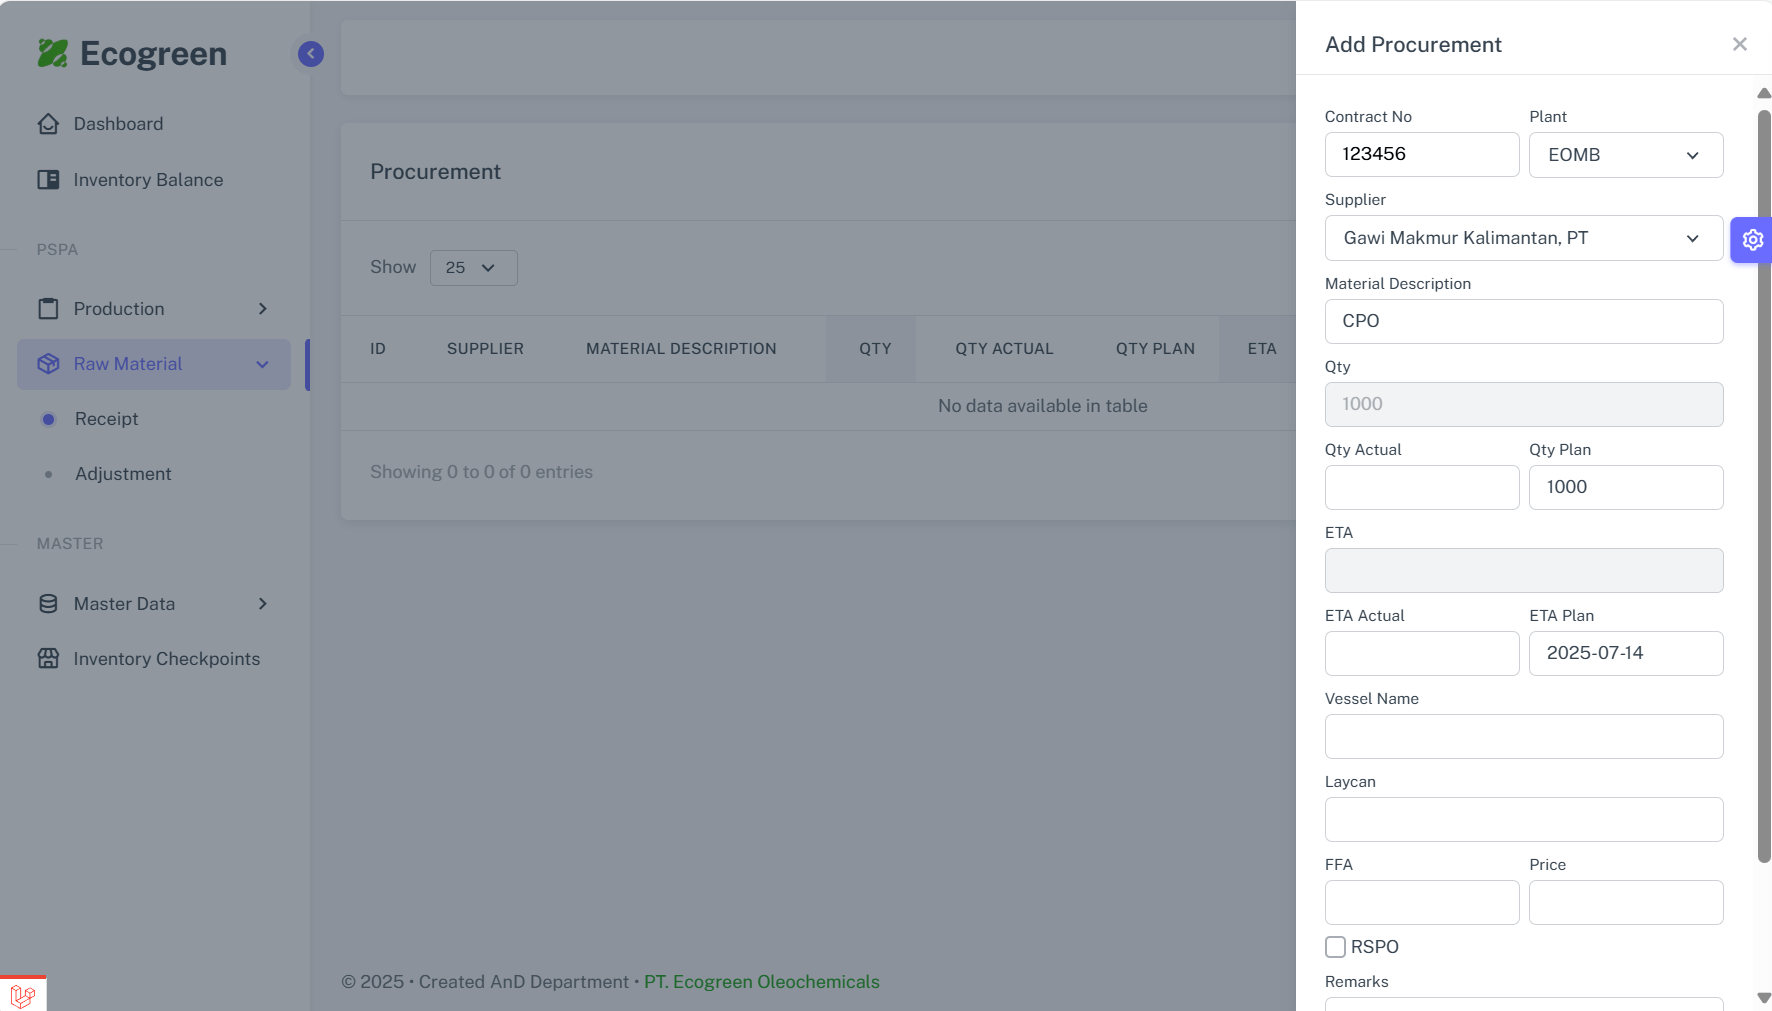 Ecogreen
Dashboard
Inventory Balance
PSPA
Production
Raw Material
Receipt
Adjustment
MASTER
Master Data
Inventory Checkpoints
Procurement
Show 25
ID SUPPLIER MATERIAL DESCRIPTION QTY QTY ACTUAL QTY PLAN ETA
No data available in table
Showing 0 to 0 of 0 entries
© 2025 • Created AnD Department • PT. Ecogreen Oleochemicals
Add Procurement
Contract No Plant
123456 EOMB
Supplier
Gawi Makmur Kalimantan, PT
Material Description
CPO
Qty
1000
Qty Actual Qty Plan
1000
ETA
ETA Actual ETA Plan
2025-07-14
Vessel Name
Laycan
FFA Price
RSPO
Remarks